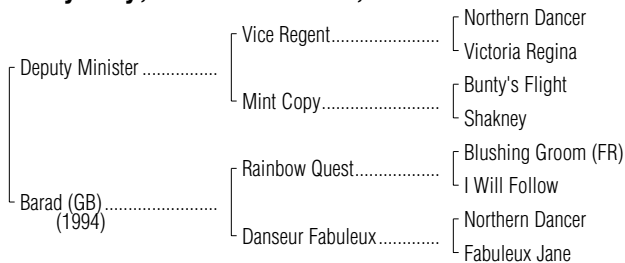 Deputy Minister ................
Barad (GB) ........................
(1994)
Vice Regent.......................
Mint Copy.........................
Rainbow Quest..................
Danseur Fabuleux.............
Northern Dancer
Victoria Regina
Bunty's Flight
Shakney
Blushing Groom (FR)
I Will Follow
Northern Dancer
Fabuleux Jane